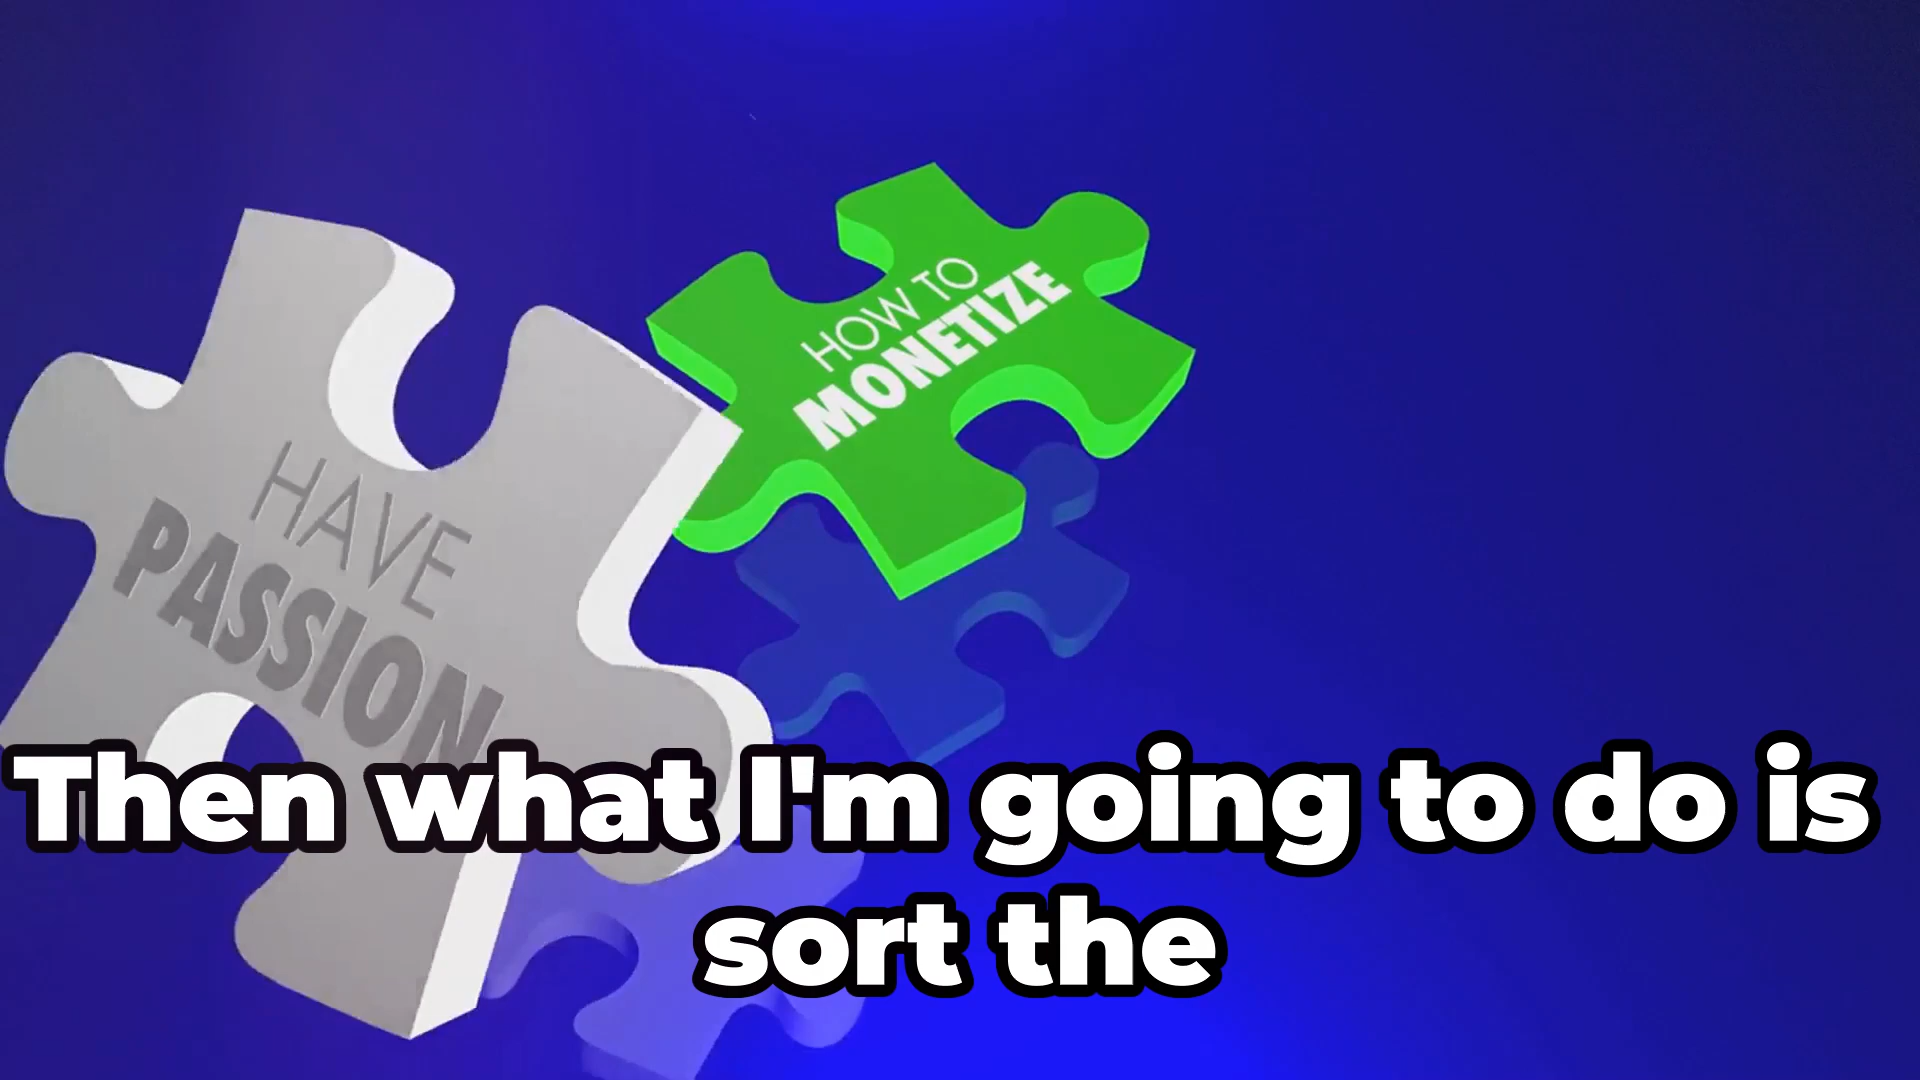 HOW TO
MONETIZE
HAVE
PASSION
Then what I'm going to do is
sort the